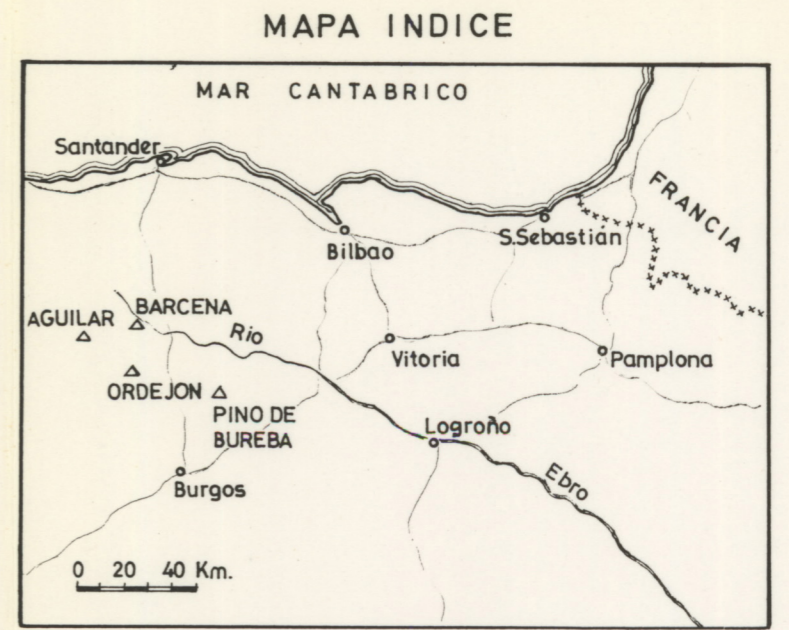 MAPA INDICE
MAR CANTABRICO
Santander
FRANCIA
S.Sebastián
Bilbao
BARCENA
AGUILAR
Rio
Vitoria
Pamplona
ORDEJON
PINO DE
BUREBA
Logroño
Ebro
Burgos
0 20 40 Km.